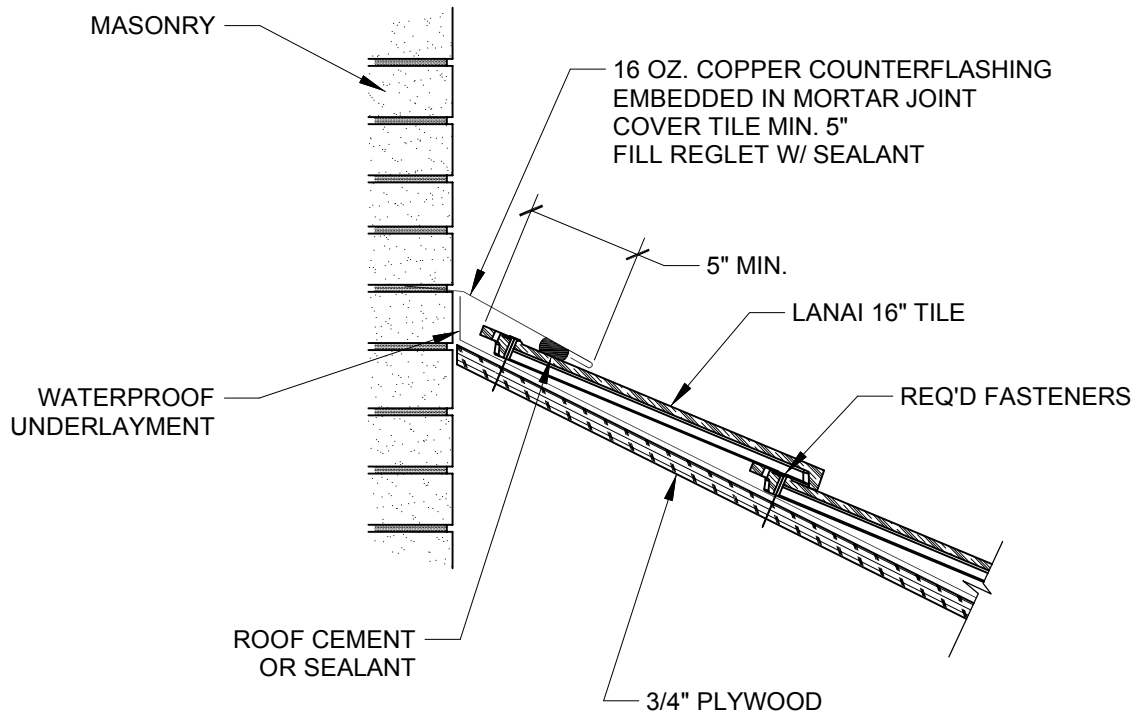 MASONRY
16 OZ. COPPER COUNTERFLASHING
EMBEDDED IN MORTAR JOINT
COVER TILE MIN. 5"
FILL REGLET W/ SEALANT
5" MIN.
LANAI 16" TILE
REQ'D FASTENERS
WATERPROOF
UNDERLAYMENT
ROOF CEMENT
OR SEALANT
3/4" PLYWOOD